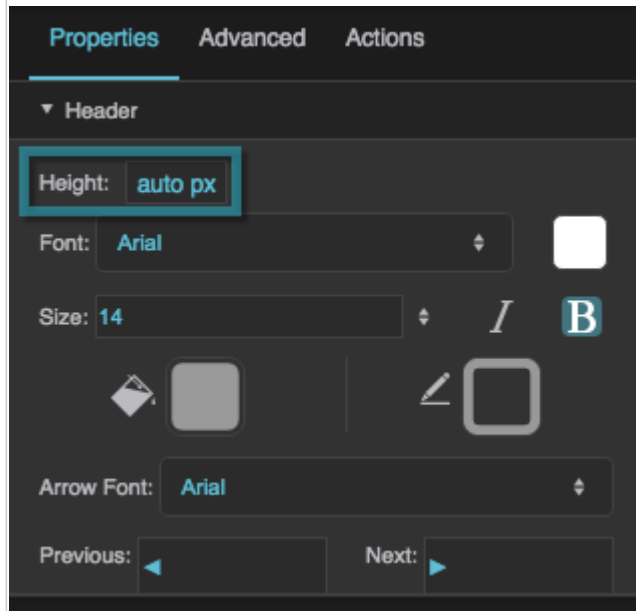 Properties Advanced Actions
▼ Header
Height: auto px
Font: Arial
Size: 14 I B
Arrow Font: Arial
Previous: ◀ Next: ▶